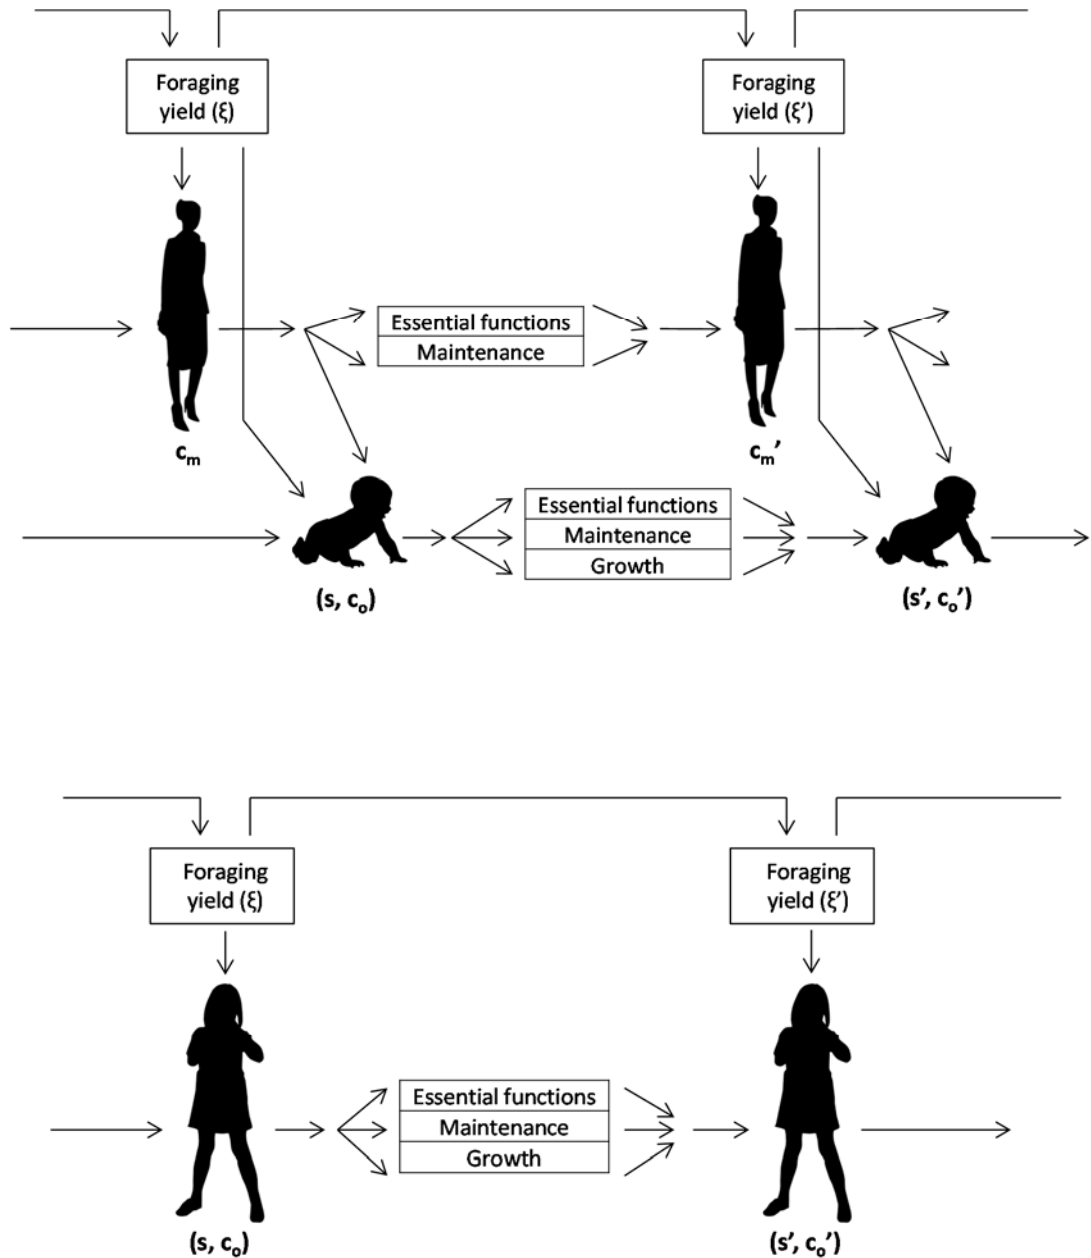 Foraging
yield (ξ)
Foraging
yield (ξ’)
Essential functions
Maintenance
cₘ
cₘ’
Essential functions
Maintenance
Growth
(s, cₒ)
(s’, cₒ’)
Foraging
yield (ξ)
Foraging
yield (ξ’)
Essential functions
Maintenance
Growth
(s, cₒ)
(s’, cₒ’)